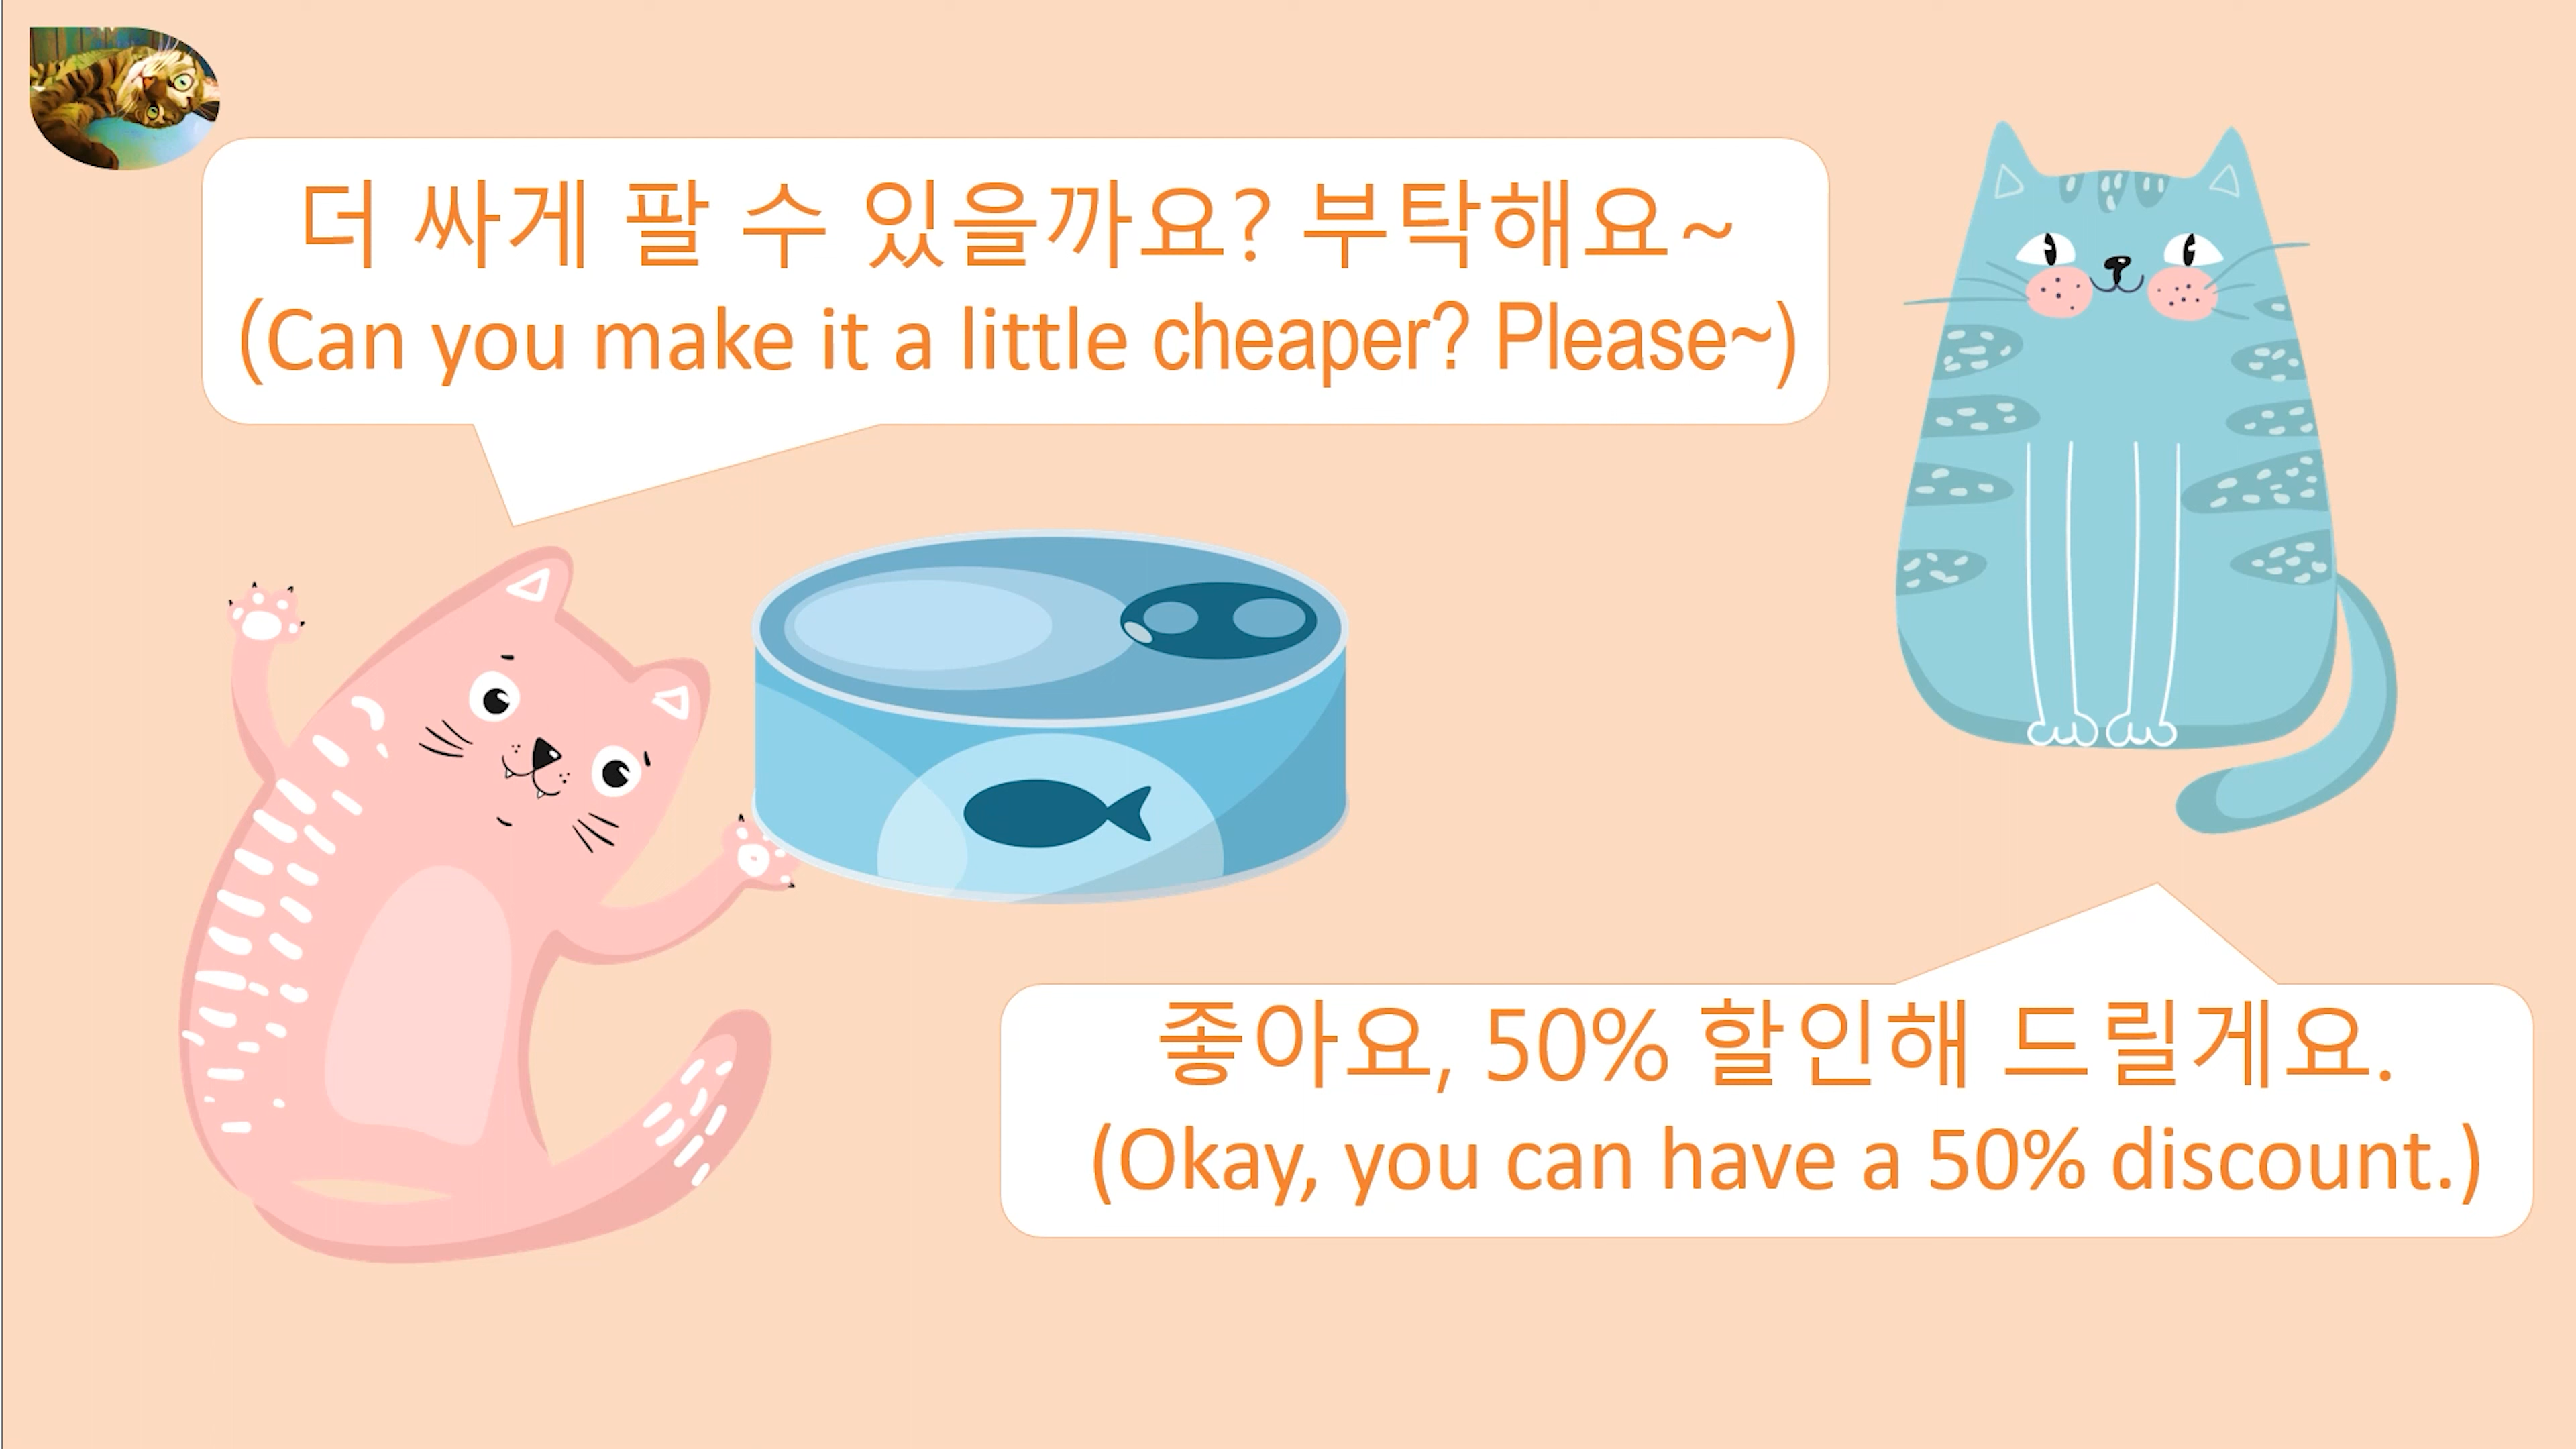 더 싸게 팔 수 있을까요? 부탁해요~
(Can you make it a little cheaper? Please~)
좋아요, 50% 할인해 드릴게요.
(Okay, you can have a 50% discount.)